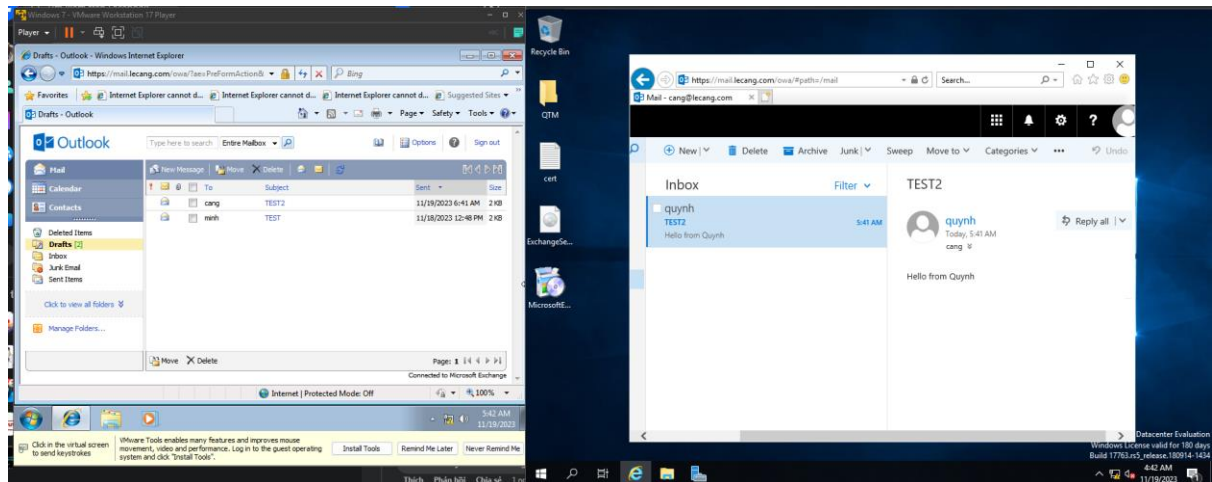 Windows 7 - VMware Workstation 17 Player
Player
Drafts - Outlook - Windows Internet Explorer
https://mail.lecang.com/owa/?ae=PreFormAction&
Bing
Favorites
Internet Explorer cannot d...
Internet Explorer cannot d...
Internet Explorer cannot d...
Suggested Sites
Drafts - Outlook
Page
Safety
Tools
Outlook
Type here to search
Entire Mailbox
Options
Sign out
Mail
Calendar
Contacts
Deleted Items
Drafts [2]
Inbox
Junk Email
Sent Items
Click to view all folders
Manage Folders...
New Message
Move
Delete
To
Subject
Sent
Size
cang
TEST2
11/19/2023 6:41 AM
2 KB
minh
TEST
11/18/2023 12:48 PM
2 KB
Move
Delete
Page: 1
Connected to Microsoft Exchange
Internet | Protected Mode: Off
100%
5:42 AM
11/19/2023
Click in the virtual screen
to send keystrokes
VMware Tools enables many features and improves mouse
movement, video and performance. Log in to the guest operating
system and click "Install Tools".
Install Tools
Remind Me Later
Never Remind Me
Thích Phản hồi Chia sẻ
Recycle Bin
QTM
cert
ExchangeSe...
MicrosoftE...
https://mail.lecang.com/owa/#path=/mail
Search...
Mail - cang@lecang.com
New
Delete
Archive
Junk
Sweep
Move to
Categories
Undo
Inbox
Filter
quynh
TEST2
5:41 AM
Hello from Quynh
TEST2
quynh
Today, 5:41 AM
cang
Reply all
Hello from Quynh
Datacenter Evaluation
Windows License valid for 180 days
Build 17763.rs5_release.180914-1434
4:42 AM
11/19/2023